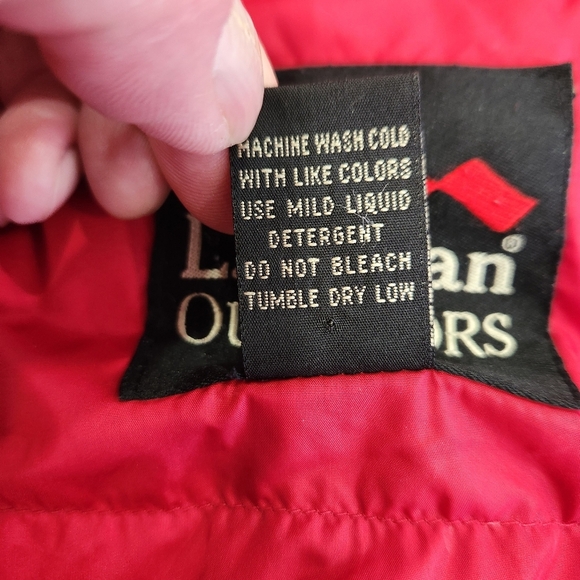 MACHINE WASH COLD
WITH LIKE COLORS
USE MILD LIQUID
DETERGENT
DO NOT BLEACH
TUMBLE DRY LOW
®